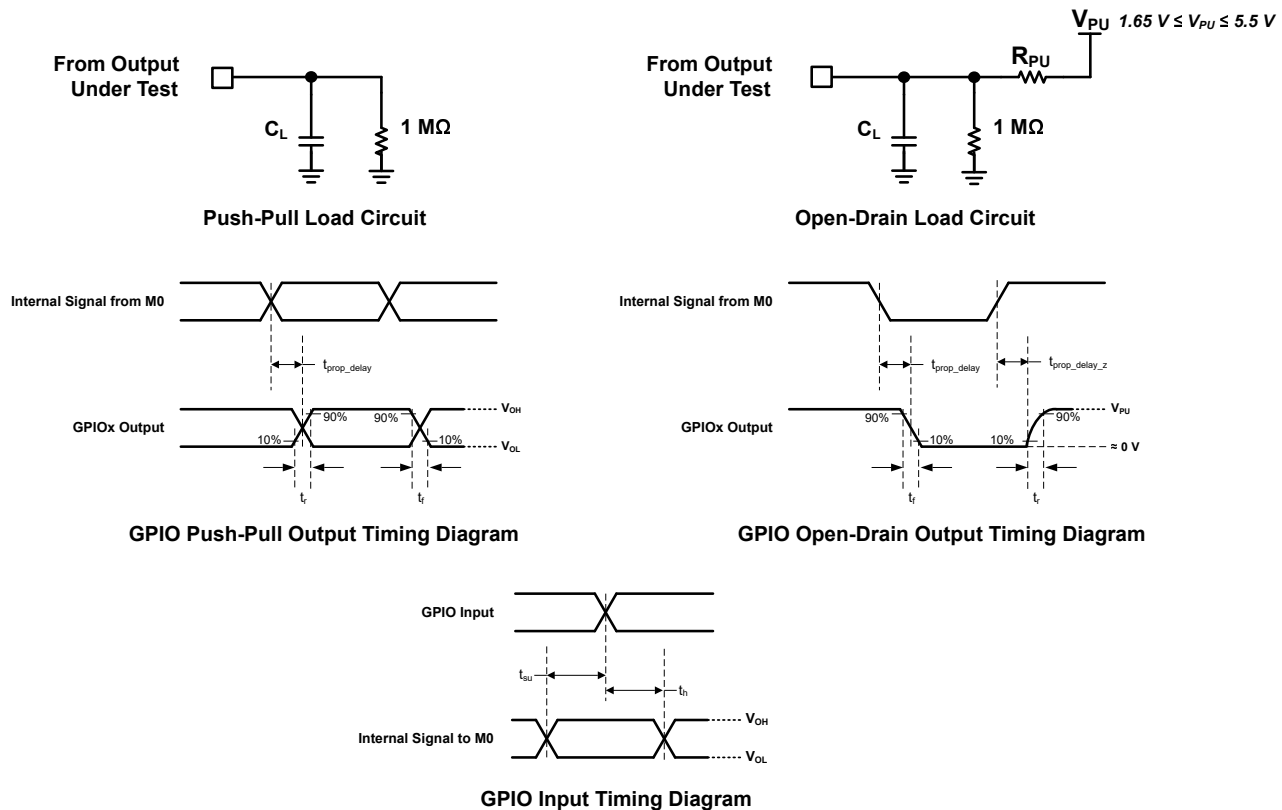 V_PU 1.65 V ≤ V_PU ≤ 5.5 V
From Output
Under Test
C_L
1 MΩ
Push-Pull Load Circuit
From Output
Under Test
R_PU
C_L
1 MΩ
Open-Drain Load Circuit
Internal Signal from M0
t_prop_delay
GPIOx Output
10%
90%
90%
10%
V_OH
V_OL
t_r
t_f
GPIO Push-Pull Output Timing Diagram
Internal Signal from M0
t_prop_delay
t_prop_delay_z
GPIOx Output
90%
10%
10%
90%
V_PU
≈ 0 V
t_f
t_r
GPIO Open-Drain Output Timing Diagram
GPIO Input
t_su
t_h
Internal Signal to M0
V_OH
V_OL
GPIO Input Timing Diagram